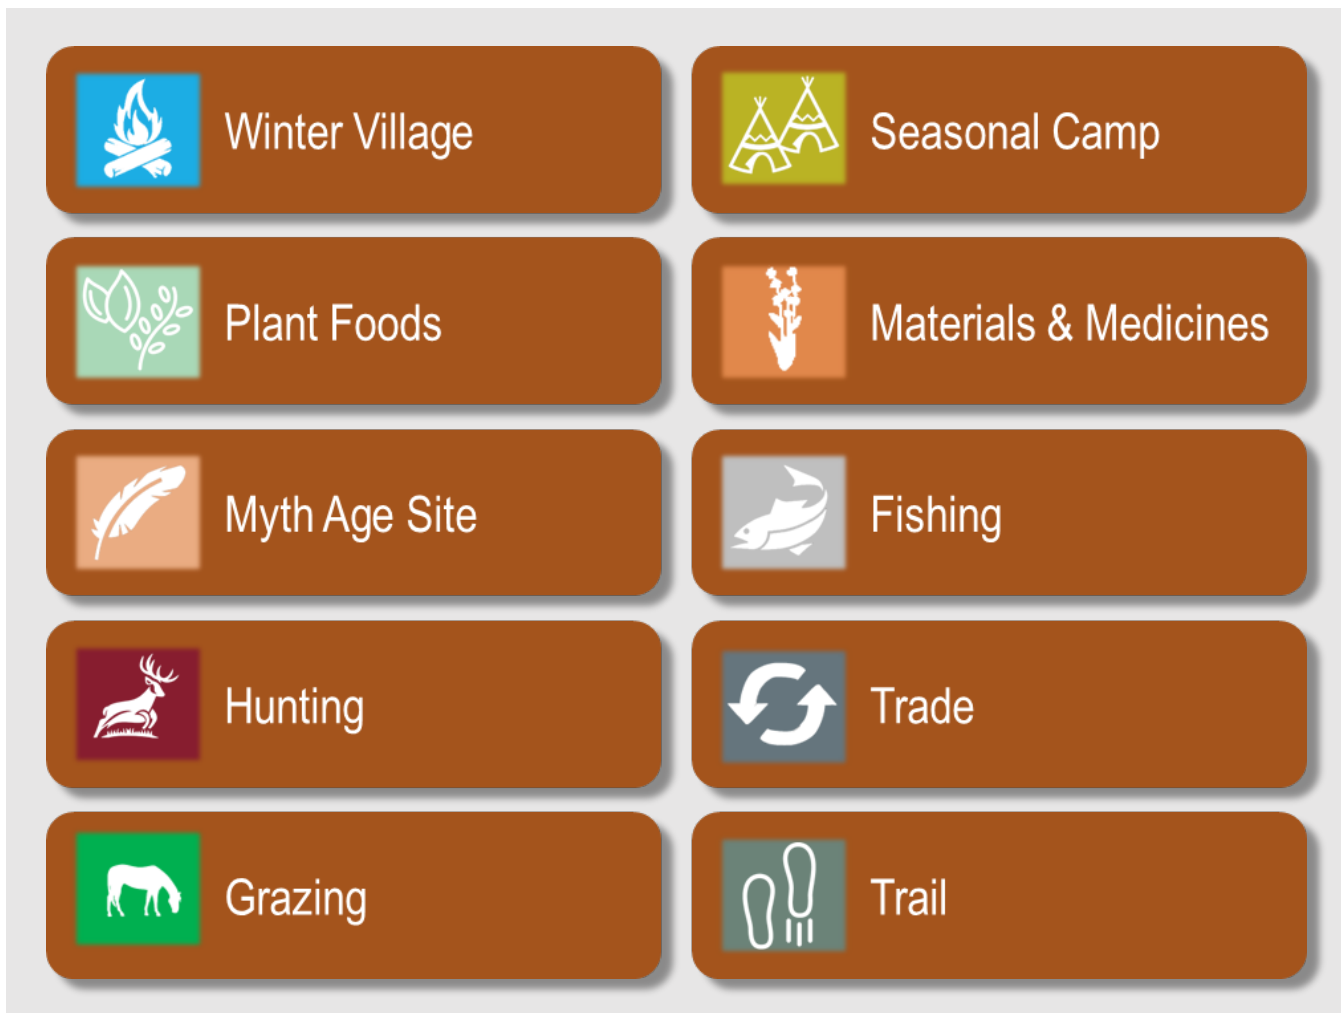 Winter Village
Seasonal Camp
Plant Foods
Materials & Medicines
Myth Age Site
Fishing
Hunting
Trade
Grazing
Trail